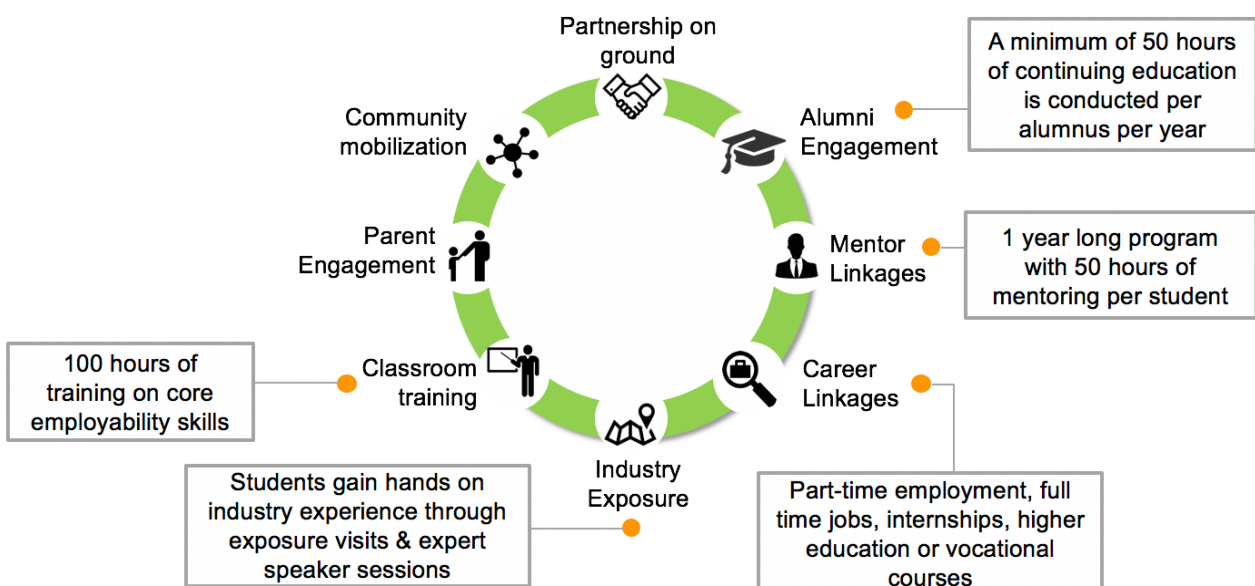 Partnership on
ground
A minimum of 50 hours
of continuing education
is conducted per
alumnus per year
Alumni
Engagement
Community
mobilization
Parent
Engagement
Mentor
Linkages
1 year long program
with 50 hours of
mentoring per student
100 hours of
training on core
employability skills
Classroom
training
Career
Linkages
Industry
Exposure
Students gain hands on
industry experience through
exposure visits & expert
speaker sessions
Part-time employment, full
time jobs, internships, higher
education or vocational
courses